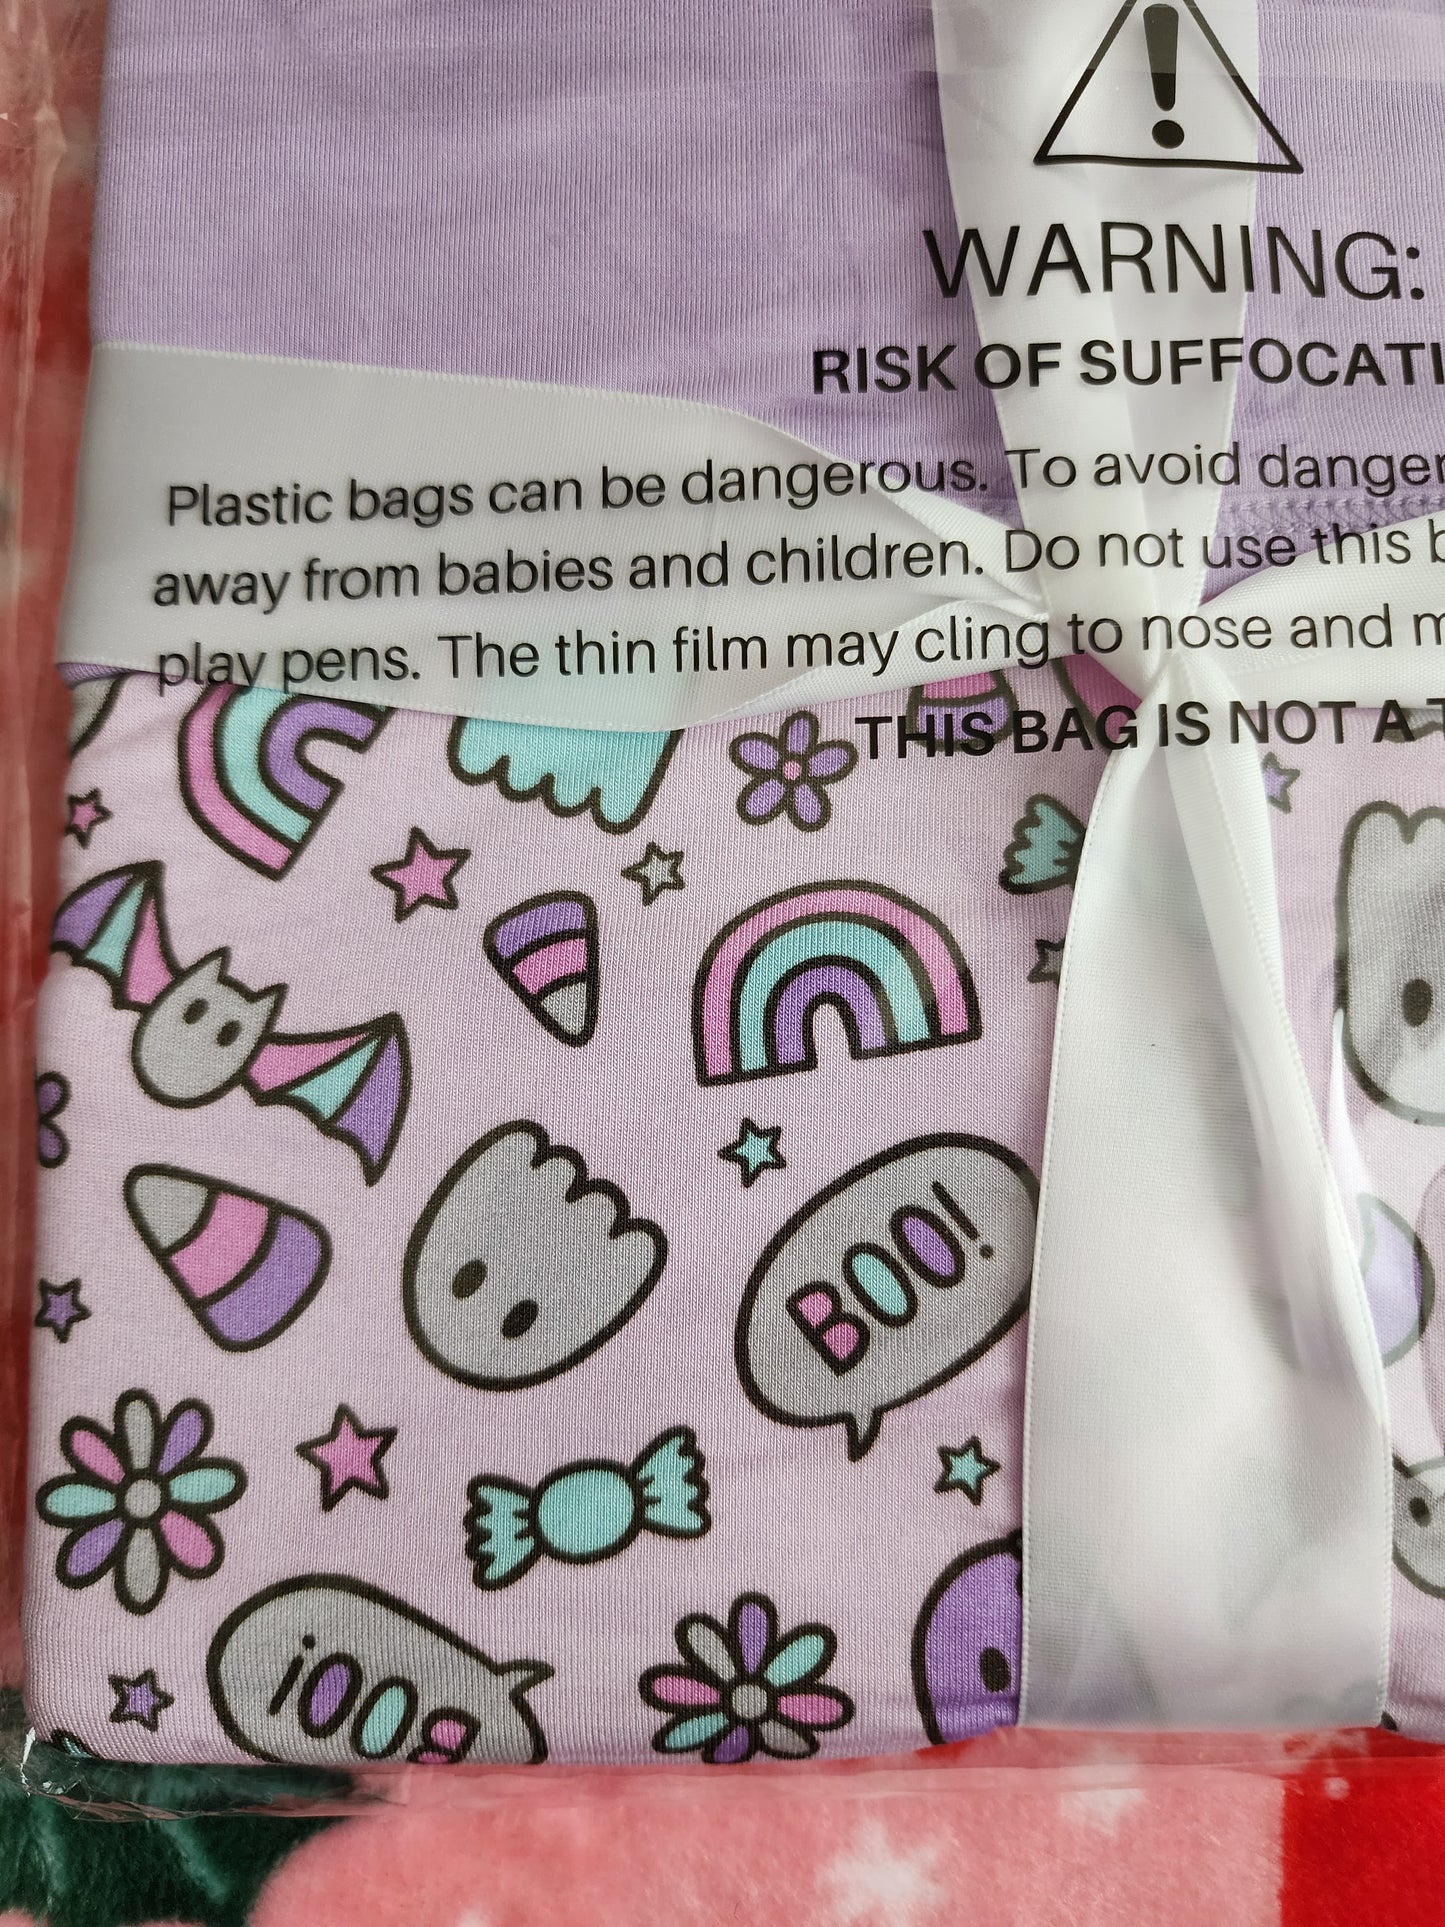 WARNING:
RISK OF SUFFOCATI
Plastic bags can be dangerous. To avoid danger
away from babies and children. Do not use this b
play pens. The thin film may cling to nose and m
THIS BAG IS NOT A T
BOO!
BOO!